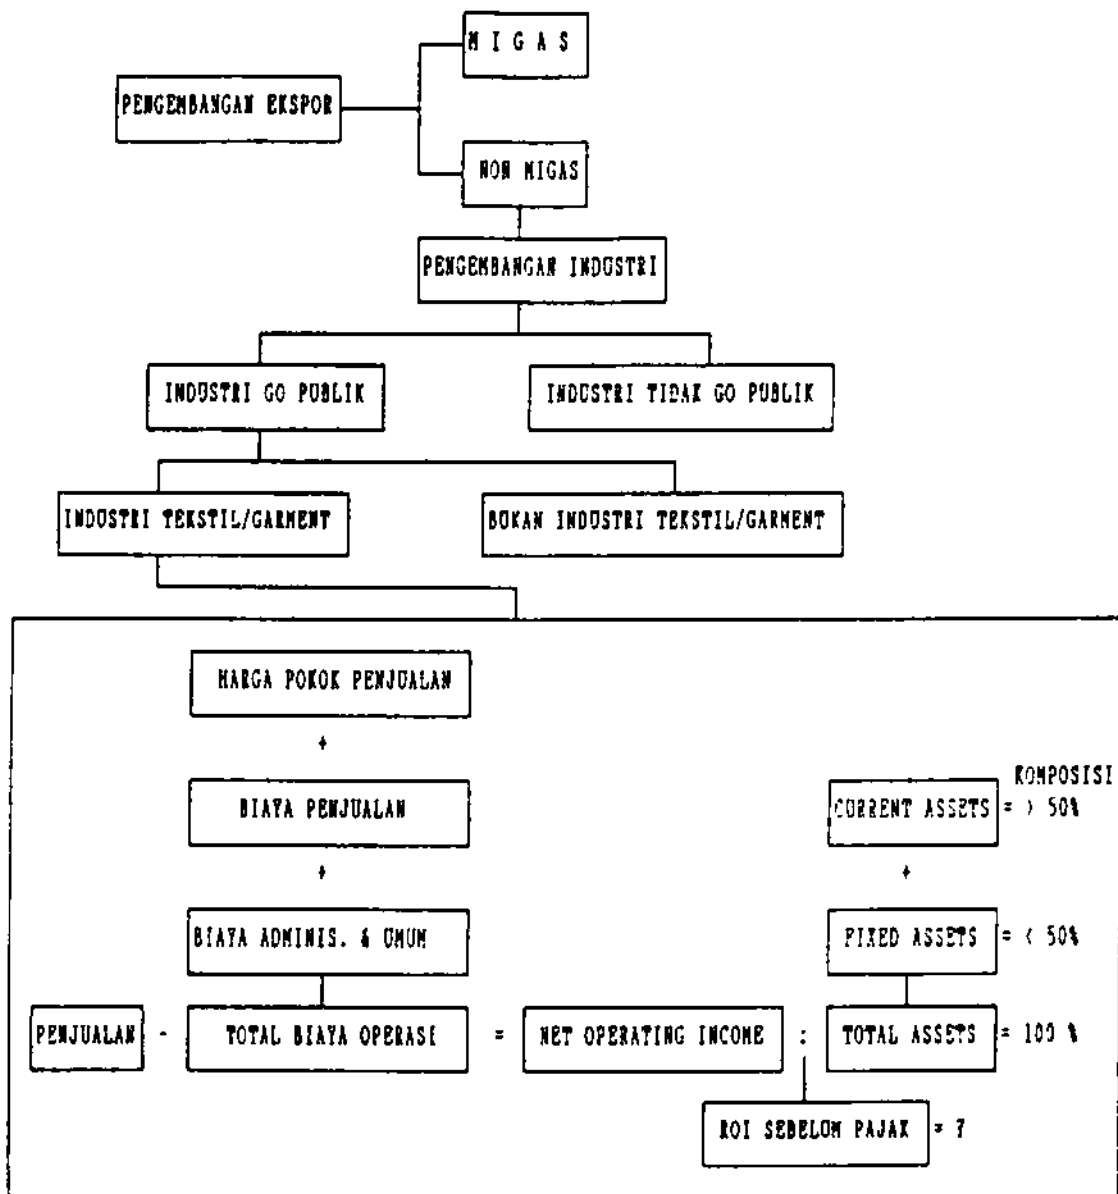 M I G A S
PENGEMBANGAN EKSPOR
NON MIGAS
PENGEMBANGAN INDUSTRI
INDUSTRI GO PUBLIK
INDUSTRI TIDAK GO PUBLIK
INDUSTRI TEKSTIL/GARMENT
BUKAN INDUSTRI TEKSTIL/GARMENT
HARGA POKOK PENJUALAN
+
KOMPOSISI
BIAYA PENJUALAN
CURRENT ASSETS = > 50%
+ +
BIAYA ADMINIS. & UMUM
FIXED ASSETS = < 50%
PENJUALAN - TOTAL BIAYA OPERASI = NET OPERATING INCOME : TOTAL ASSETS = 100 %
ROI SEBELUM PAJAK = ?